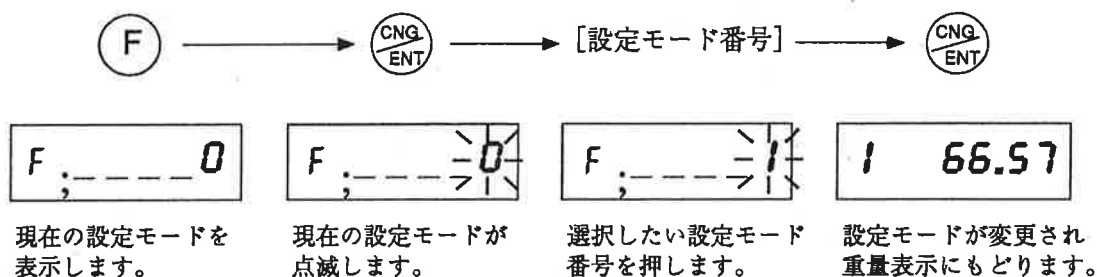 F
CNG
ENT
[設定モード番号]
CNG
ENT
F ;____0
F ;____0
F ;____1
1 66.57
現在の設定モードを
表示します。
現在の設定モードが
点滅します。
選択したい設定モード
番号を押します。
設定モードが変更され
重量表示にもどります。